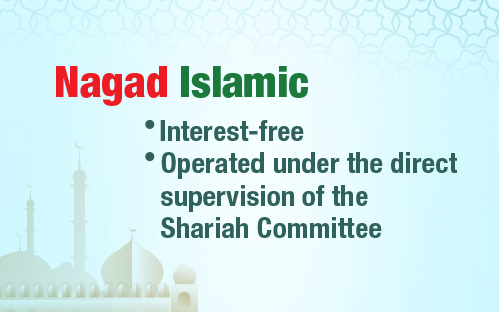 Nagad Islamic
• Interest-free
• Operated under the direct
supervision of the
Shariah Committee